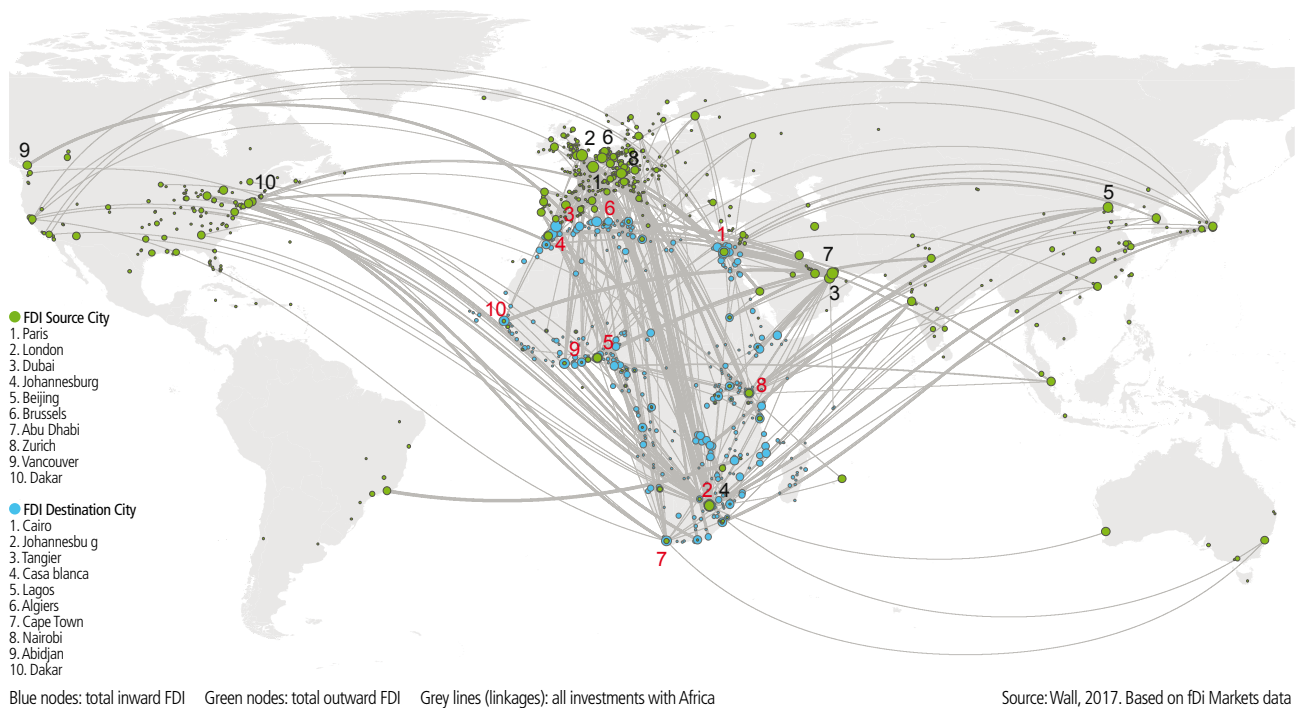 9
2
6
8
10
1
5
3
6
1
4
7
3
10
9
5
8
2
4
7
FDI Source City
1. Paris
2. London
3. Dubai
4. Johannesburg
5. Beijing
6. Brussels
7. Abu Dhabi
8. Zurich
9. Vancouver
10. Dakar
FDI Destination City
1. Cairo
2. Johannesbu g
3. Tangier
4. Casa blanca
5. Lagos
6. Algiers
7. Cape Town
8. Nairobi
9. Abidjan
10. Dakar
Blue nodes: total inward FDI Green nodes: total outward FDI Grey lines (linkages): all investments with Africa
Source: Wall, 2017. Based on fDi Markets data